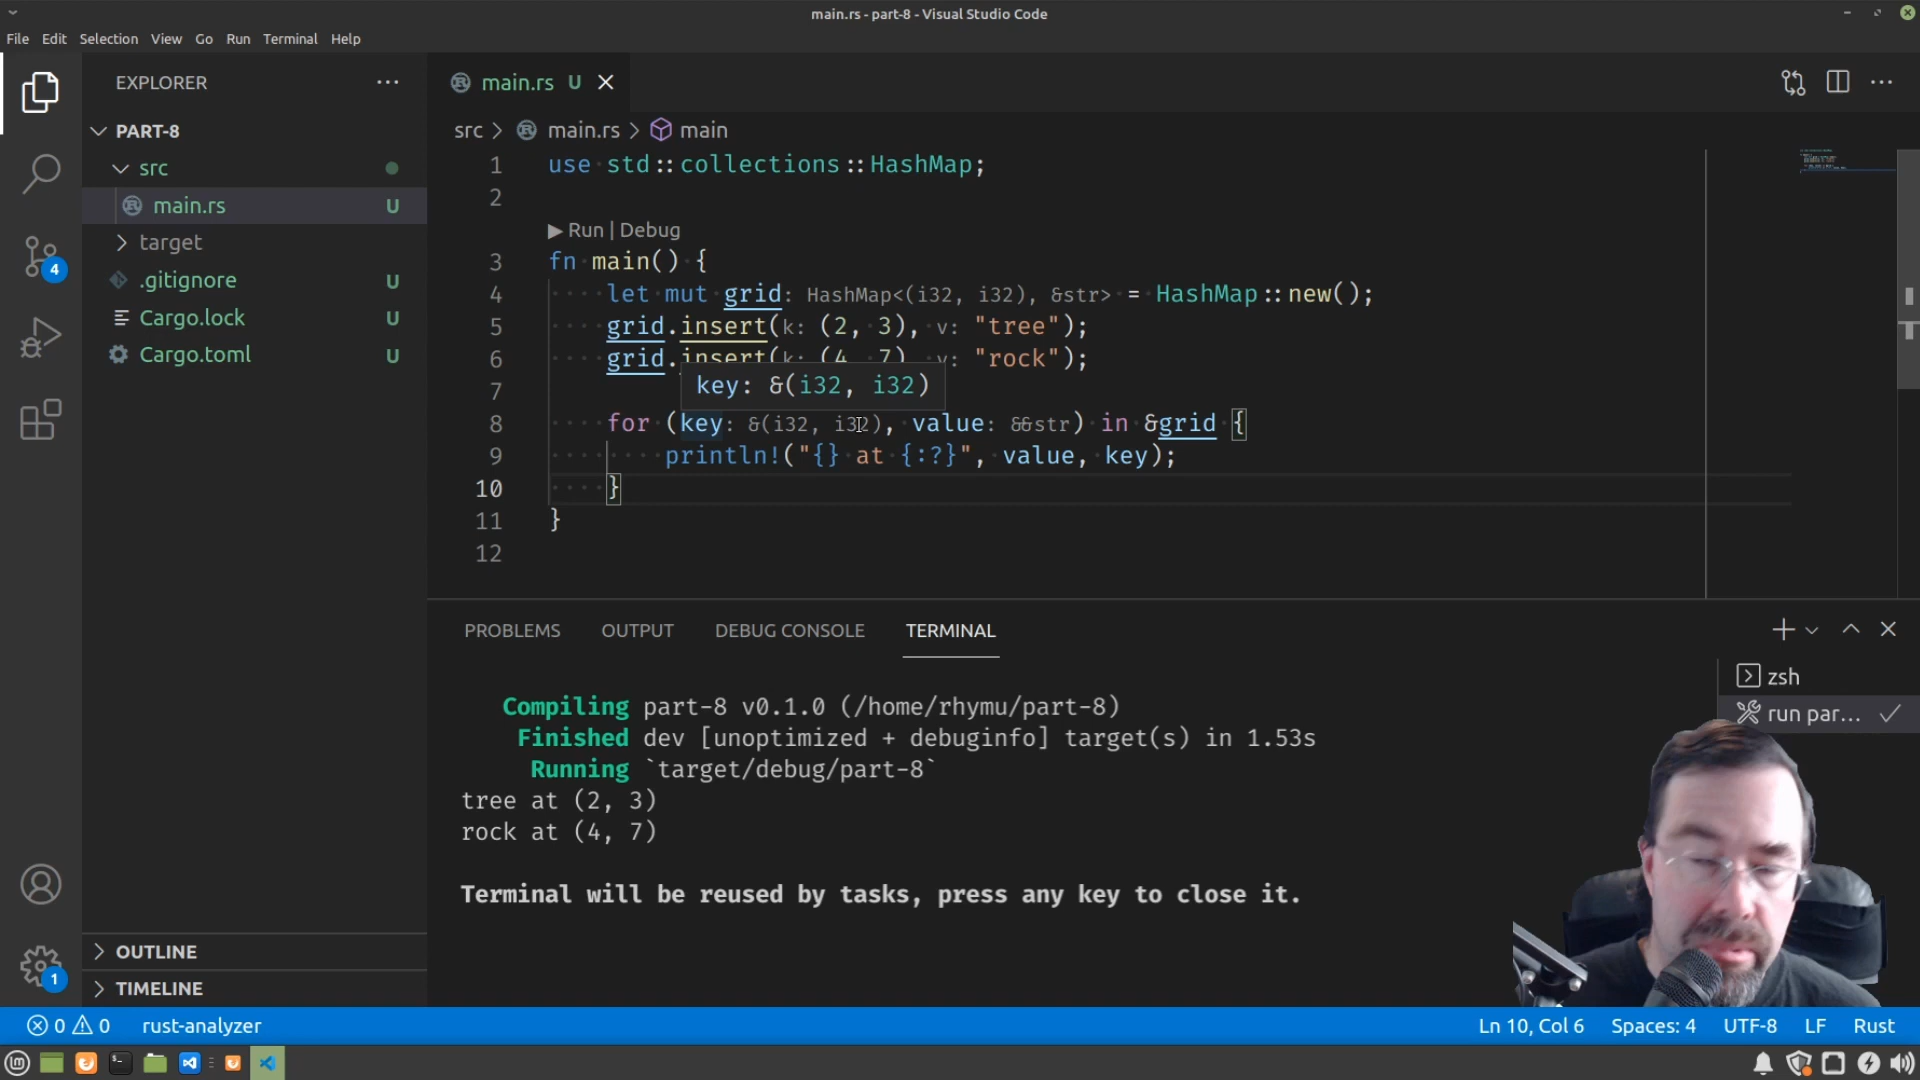 main.rs - part-8 - Visual Studio Code
File Edit Selection View Go Run Terminal Help
EXPLORER
PART-8
src
main.rs U
target
.gitignore U
Cargo.lock U
Cargo.toml U
OUTLINE
TIMELINE
4
1
main.rs U
src > main.rs > main
1 use std::collections::HashMap;
2
Run | Debug
3 fn main() {
4 let mut grid: HashMap<(i32, i32), &str> = HashMap::new();
5 grid.insert(k: (2, 3), v: "tree");
6 grid.insert(k: (4, 7), v: "rock");
key: &(i32, i32)
7
8 for (key: &(i32, i32), value: &&str) in &grid {
9 println!("{} at {:?}", value, key);
10 }
11 }
12
PROBLEMS OUTPUT DEBUG CONSOLE TERMINAL
Compiling part-8 v0.1.0 (/home/rhymu/part-8)
Finished dev [unoptimized + debuginfo] target(s) in 1.53s
Running `target/debug/part-8`
tree at (2, 3)
rock at (4, 7)
Terminal will be reused by tasks, press any key to close it.
zsh
run par...
0 0 rust-analyzer
Ln 10, Col 6 Spaces: 4 UTF-8 LF Rust